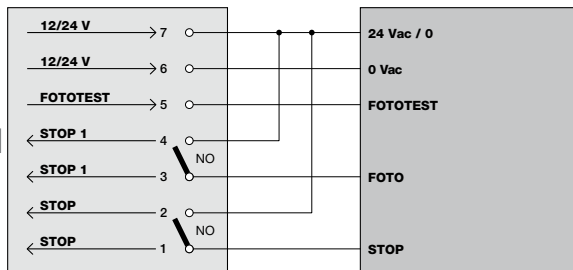 12/24 V 7 24 Vac / 0
12/24 V 6 0 Vac
FOTOTEST 5 FOTOTEST
STOP 1 4
NO
STOP 1 3 FOTO
STOP 2
NO
STOP 1 STOP